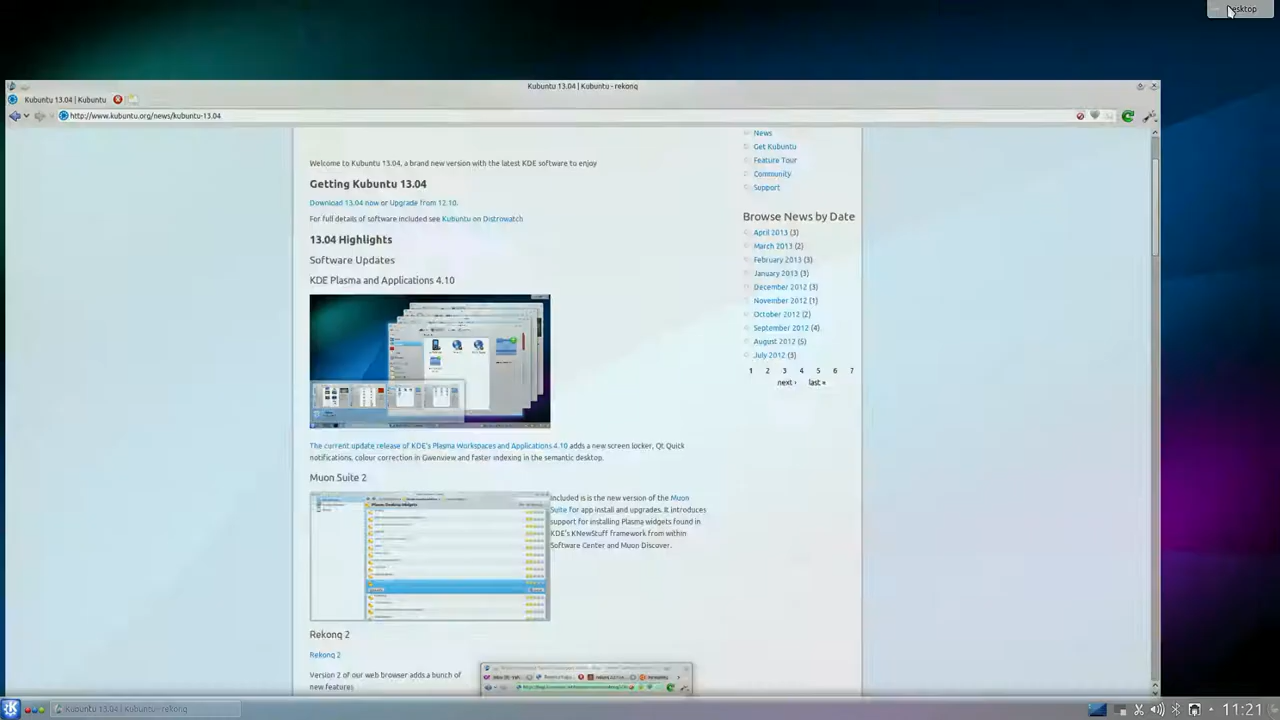 esktop
Kubuntu 13.04 | Kubuntu - rekonq
Kubuntu 13.04 | Kubuntu
http://www.kubuntu.org/news/kubuntu-13.04
Welcome to Kubuntu 13.04, a brand new version with the latest KDE software to enjoy
Getting Kubuntu 13.04
Download 13.04 now or Upgrade from 12.10.
For full details of software included see Kubuntu on Distrowatch
13.04 Highlights
Software Updates
KDE Plasma and Applications 4.10
The current update release of KDE's Plasma Workspaces and Applications 4.10 adds a new screen locker, Qt Quick
notifications, colour correction in Gwenview and faster indexing in the semantic desktop.
Muon Suite 2
Plasma Desktop Widgets
Included is is the new version of the Muon
Suite for app install and upgrades. It introduces
support for installing Plasma widgets found in
KDE's KNewStuff framework from within
Software Center and Muon Discover.
Rekonq 2
Rekonq 2
Version 2 of our web browser adds a bunch of
new features
News
Get Kubuntu
Feature Tour
Community
Support
Browse News by Date
April 2013 (3)
March 2013 (2)
February 2013 (3)
January 2013 (3)
December 2012 (3)
November 2012 (1)
October 2012 (2)
September 2012 (4)
August 2012 (5)
July 2012 (3)
1 2 3 4 5 6 7
next › last »
Kubuntu 13.04 | Kubuntu - rekonq
11:21